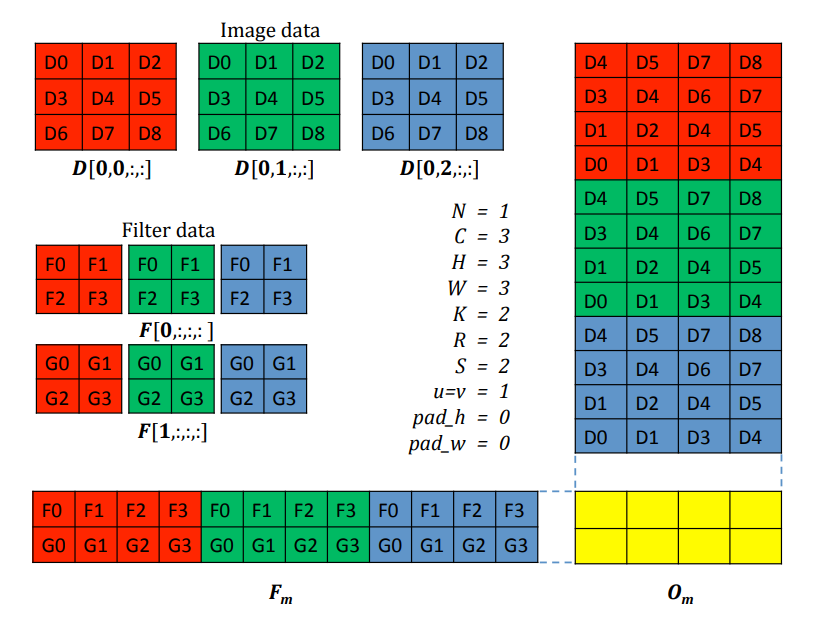 Image data
D0 D1 D2 D0 D1 D2 D0 D1 D2
D3 D4 D5 D3 D4 D5 D3 D4 D5
D6 D7 D8 D6 D7 D8 D6 D7 D8
D[0,0,:,:] D[0,1,:,:] D[0,2,:,:]
Filter data
F0 F1 F0 F1 F0 F1
F2 F3 F2 F3 F2 F3
F[0,:,:,: ]
G0 G1 G0 G1 G0 G1
G2 G3 G2 G3 G2 G3
F[1,:,:,:]
N = 1
C = 3
H = 3
W = 3
K = 2
R = 2
S = 2
u=v = 1
pad_h = 0
pad_w = 0
D4 D5 D7 D8
D3 D4 D6 D7
D1 D2 D4 D5
D0 D1 D3 D4
D4 D5 D7 D8
D3 D4 D6 D7
D1 D2 D4 D5
D0 D1 D3 D4
D4 D5 D7 D8
D3 D4 D6 D7
D1 D2 D4 D5
D0 D1 D3 D4
F0 F1 F2 F3 F0 F1 F2 F3 F0 F1 F2 F3
G0 G1 G2 G3 G0 G1 G2 G3 G0 G1 G2 G3
Fm
Om